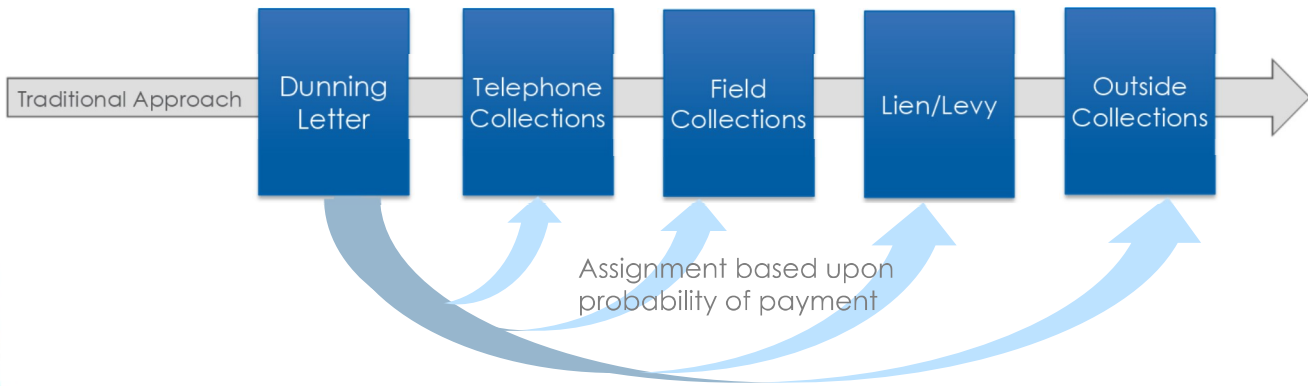 Traditional Approach
Dunning
Letter
Telephone
Collections
Field
Collections
Lien/Levy
Outside
Collections
Assignment based upon
probability of payment